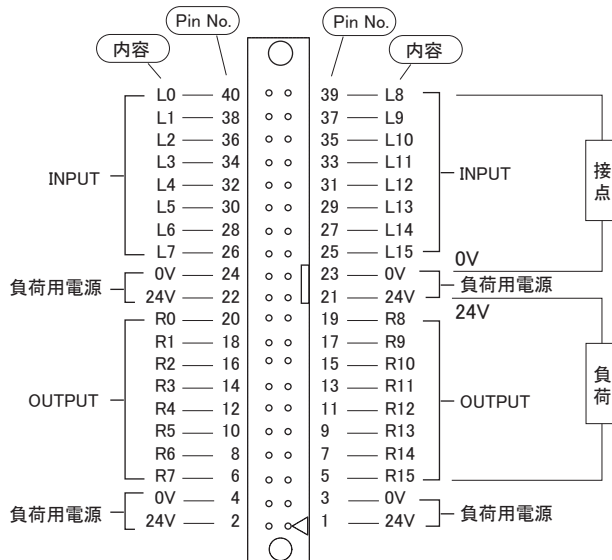 Pin No. Pin No.
内容 内容
L0 40 39 L8
L1 38 37 L9
L2 36 35 L10
L3 34 33 L11
INPUT L4 32 31 L12 INPUT 接点
L5 30 29 L13
L6 28 27 L14
L7 26 25 L15
0V
0V 24 23 0V
負荷用電源 負荷用電源
24V 22 21 24V
24V
R0 20 19 R8
R1 18 17 R9
R2 16 15 R10
R3 14 13 R11
OUTPUT R4 12 11 R12 OUTPUT 負荷
R5 10 9 R13
R6 8 7 R14
R7 6 5 R15
0V 4 3 0V
負荷用電源 負荷用電源
24V 2 1 24V